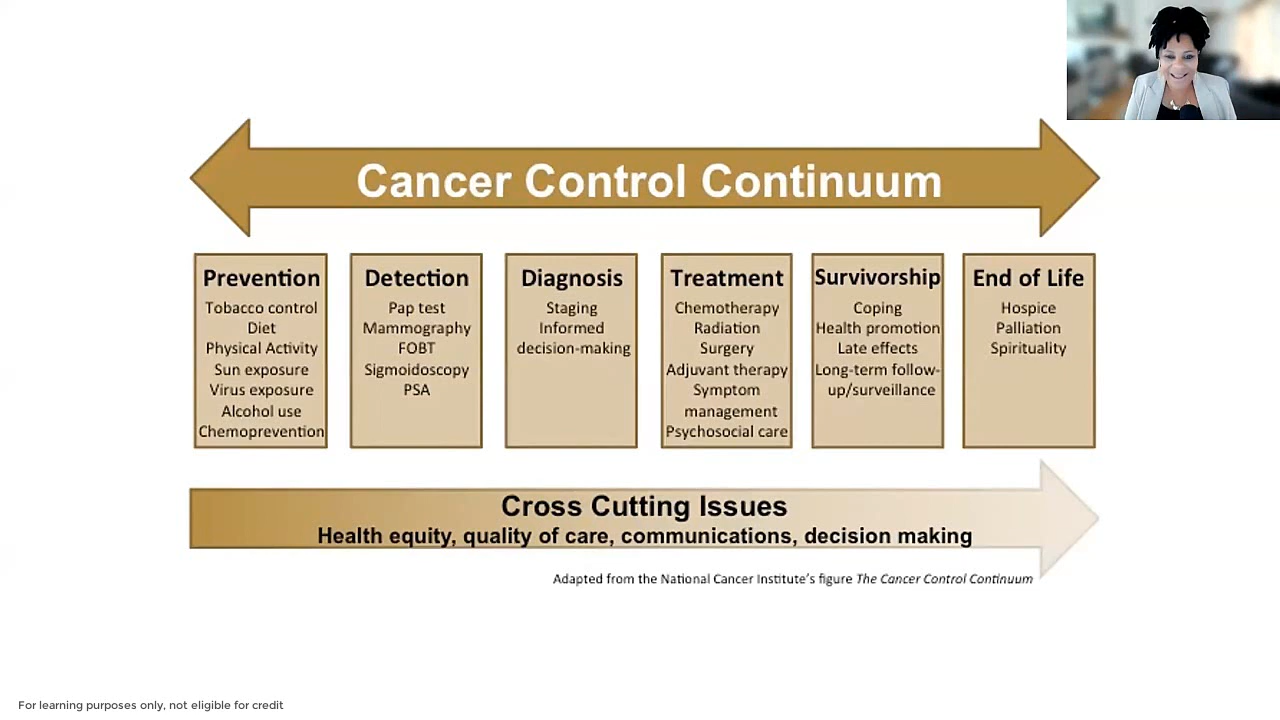 Cancer Control Continuum
Prevention
Tobacco control
Diet
Physical Activity
Sun exposure
Virus exposure
Alcohol use
Chemoprevention
Detection
Pap test
Mammography
FOBT
Sigmoidoscopy
PSA
Diagnosis
Staging
Informed
decision-making
Treatment
Chemotherapy
Radiation
Surgery
Adjuvant therapy
Symptom
management
Psychosocial care
Survivorship
Coping
Health promotion
Late effects
Long-term follow-
up/surveillance
End of Life
Hospice
Palliation
Spirituality
Cross Cutting Issues
Health equity, quality of care, communications, decision making
Adapted from the National Cancer Institute's figure The Cancer Control Continuum
For learning purposes only, not eligible for credit